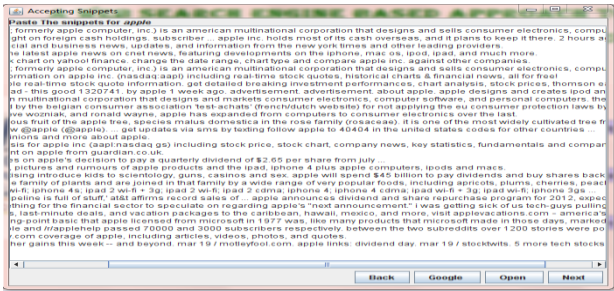 SEARCH ENGINE BASED APPROACH
Accepting Snippets
Paste The snippets for apple
: formerly apple computer, inc.) is an american multinational corporation that designs and sells consumer electronics, compu
ght on foreign cash holdings. subscriber ... apple inc. holds most of its cash overseas, and it plans to keep it there. 2 hours a
cial and business news, updates, and information from the new york times and other leading providers.
e latest apple news on cnet news, featuring developments on the iphone, mac os, ipod, ipad, and much more.
: chart on yahoo! finance. change the date range, chart type and compare apple inc. against other companies.
: formerly apple computer, inc.) is an american multinational corporation that designs and sells consumer electronics, compu
ormation on apple inc. (nasdaq:aapl) including real-time stock quotes, historical charts & financial news, all for free!
ee real-time stock quote information. get detailed breaking investment performances, chart analysis, stock prices, thomson e
ad - this good 1320741. by apple 1 week ago. advertisement. advertisement. about apple. apple designs and creates ipod an
n multinational corporation that designs and markets consumer electronics, computer software, and personal computers. the
l by the belgian consumer association 'test-achats' (french/dutch website) for not applying the eu consumer protection laws by
ve wozniak, and ronald wayne, apple has expanded from computers to consumer electronics over the last.
ous fruit of the apple tree, species malus domestica in the rose family (rosaceae). it is one of the most widely cultivated tree fr
w @apple (@apple). ... get updates via sms by texting follow apple to 40404 in the united states codes for other countries ...
nvions and more about apple.
sis for apple inc (aapl:nasdaq gs) including stock price, stock chart, company news, key statistics, fundamentals and compan
nt on apple from guardian.co.uk.
es on apple's decision to pay a quarterly dividend of $2.65 per share from july ...
pictures and rumours of apple products and the ipad, iphone 4 plus apple computers, ipods and macs.
ising introduce kids to scientology, guns, casinos and sex. apple will spend $45 billion to pay dividends and buy shares back
e family of plants and are joined in that family by a wide range of very popular foods, including apricots, plums, cherries, peac
wi-fi; iphone 4s; ipad 2 wi-fi + 3g; ipad 2 wi-fi; ipad 2 cdma; iphone 4; iphone 4 cdma; ipad wi-fi + 3g; ipad wi-fi; iphone 3gs ...
peline is full of stuff,' at&t affirms record sales of ... apple announces dividend and share repurchase program for 2012, expec
thing for the financial sector to speculate on regarding apple's "next announcement." i was getting sick of us tech-guys pulling
s, last-minute deals, and vacation packages to the caribbean, hawaii, mexico, and more, visit applevacations.com - america's
ng-point basic that apple licensed from microsoft in 1977 was, like many products that microsoft made in those days, marked
ple and /r/applehelp passed 70000 and 3000 subscribers respectively, between the two subreddits over 1200 stories were po
r.com coverage of apple, including articles, videos, photos, and quotes.
her gains this week -- and beyond. mar 19 / motleyfool.com. apple links: dividend day. mar 19 / stocktwits. 5 more tech stocks
Back Google Open Next